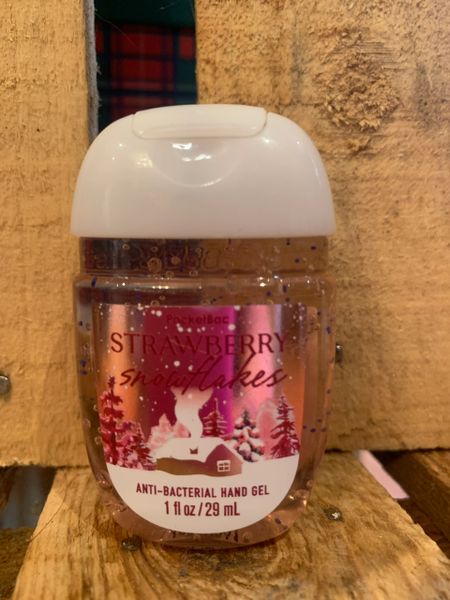 PocketBac
STRAWBERRY
snowflakes
ANTI-BACTERIAL HAND GEL
1 fl oz / 29 mL